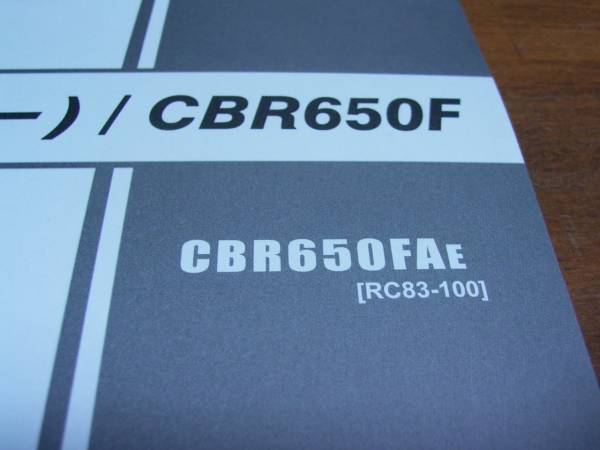 ー) / CBR650F
CBR650FAE
[RC83-100]